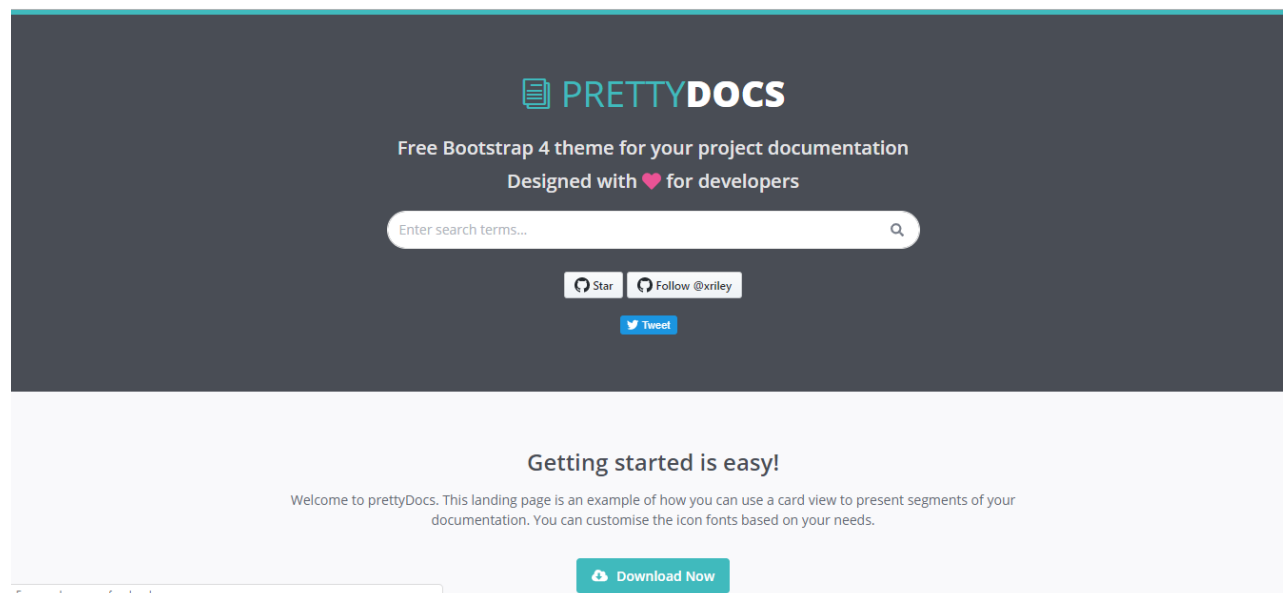 PRETTYDOCS
Free Bootstrap 4 theme for your project documentation
Designed with for developers
Enter search terms...
Star
Follow @xriley
Tweet
Getting started is easy!
Welcome to prettyDocs. This landing page is an example of how you can use a card view to present segments of your
documentation. You can customise the icon fonts based on your needs.
Download Now